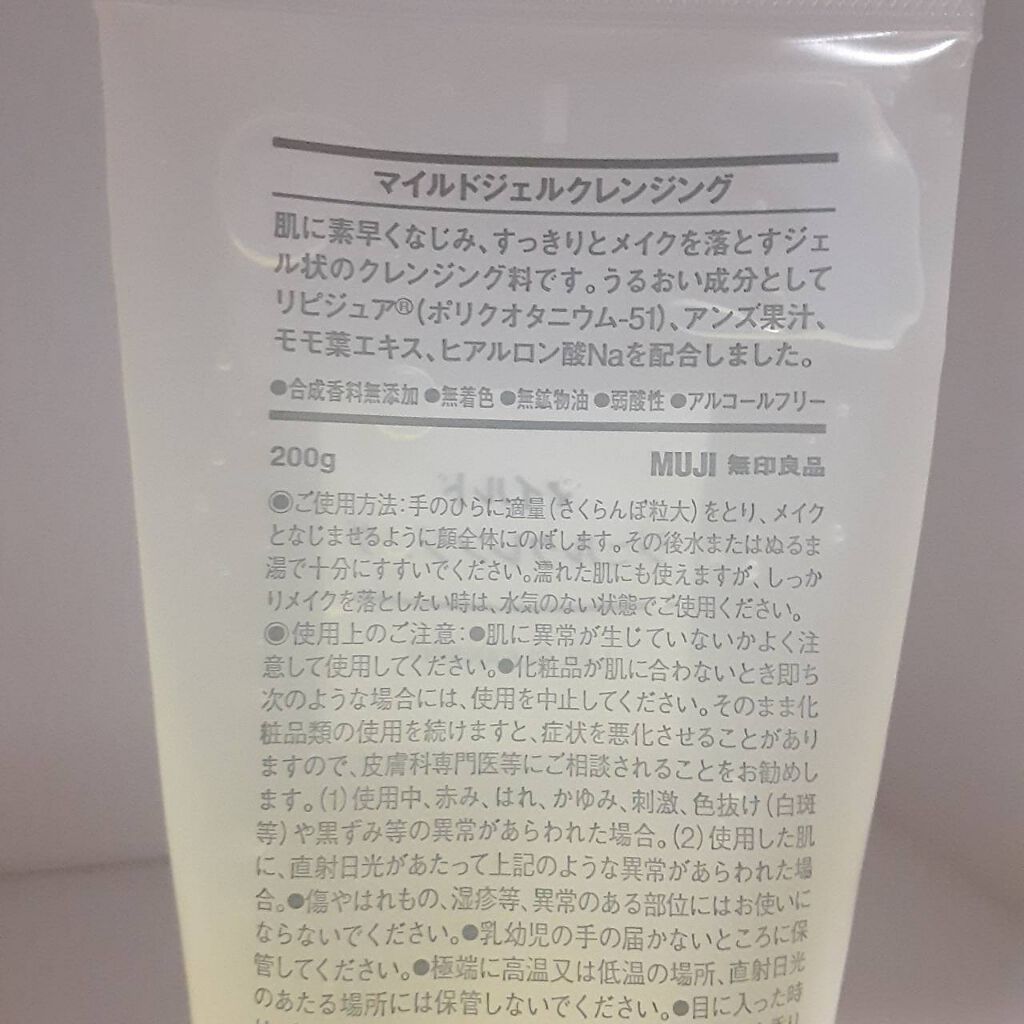 マイルドジェルクレンジング
肌に素早くなじみ、すっきりとメイクを落とすジェ
ル状のクレンジング料です。うるおい成分として
リピジュア®(ポリクオタニウム-51)、アンズ果汁、
モモ葉エキス、ヒアルロン酸Naを配合しました。
●合成香料無添加 ●無着色 ●無鉱物油 ●弱酸性 ●アルコールフリー
200g MUJI 無印良品
◉ご使用方法:手のひらに適量(さくらんぼ粒大)をとり、メイク
となじませるように顔全体にのばします。その後水またはぬるま
湯で十分にすすいでください。濡れた肌にも使えますが、しっか
りメイクを落としたい時は、水気のない状態でご使用ください。
◉使用上のご注意:●肌に異常が生じていないかよく注
意して使用してください。●化粧品が肌に合わないとき即ち
次のような場合には、使用を中止してください。そのまま化
粧品類の使用を続けますと、症状を悪化させることがあり
ますので、皮膚科専門医等にご相談されることをお勧めし
ます。(1)使用中、赤み、はれ、かゆみ、刺激、色抜け(白斑
等)や黒ずみ等の異常があらわれた場合。(2)使用した肌
に、直射日光があたって上記のような異常があらわれた場
合。●傷やはれもの、湿疹等、異常のある部位にはお使いに
ならないでください。●乳幼児の手の届かないところに保
管してください。●極端に高温又は低温の場所、直射日光
のあたる場所には保管しないでください。●目に入った時